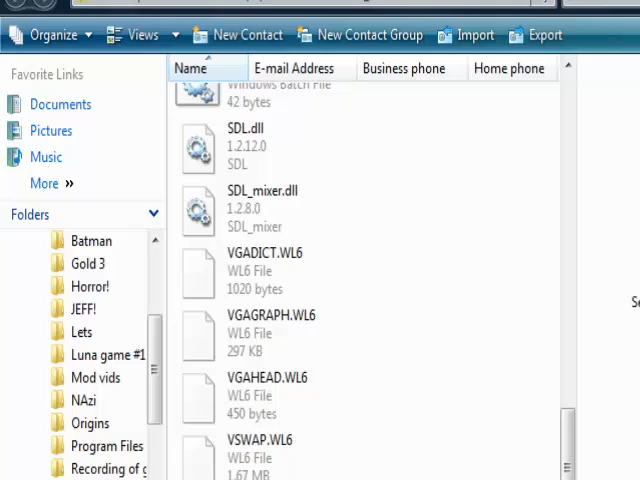 Organize Views New Contact New Contact Group Import Export
Favorite Links
Documents
Pictures
Music
More »
Folders
Batman
Gold 3
Horror!
JEFF!
Lets
Luna game #1
Mod vids
NAzi
Origins
Program Files
Recording of g
Name E-mail Address Business phone Home phone
Windows Batch File
42 bytes
SDL.dll
1.2.12.0
SDL
SDL_mixer.dll
1.2.8.0
SDL_mixer
VGADICT.WL6
WL6 File
1020 bytes
VGAGRAPH.WL6
WL6 File
297 KB
VGAHEAD.WL6
WL6 File
450 bytes
VSWAP.WL6
WL6 File
1.67 MB
Se